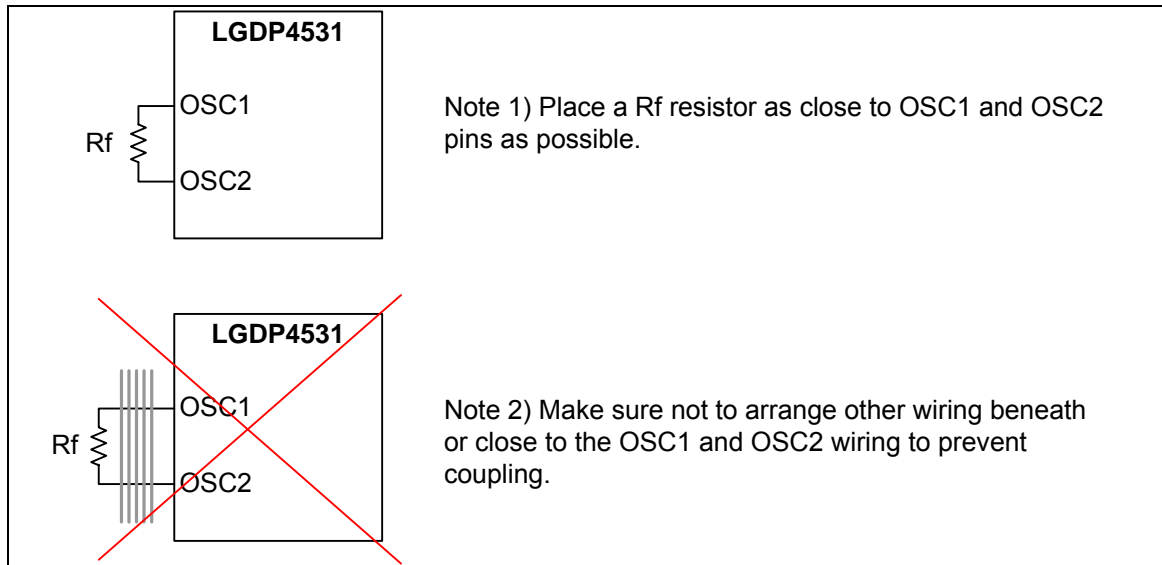 LGDP4531
OSC1
Rf
OSC2
Note 1) Place a Rf resistor as close to OSC1 and OSC2
pins as possible.
LGDP4531
OSC1
Rf
OSC2
Note 2) Make sure not to arrange other wiring beneath
or close to the OSC1 and OSC2 wiring to prevent
coupling.